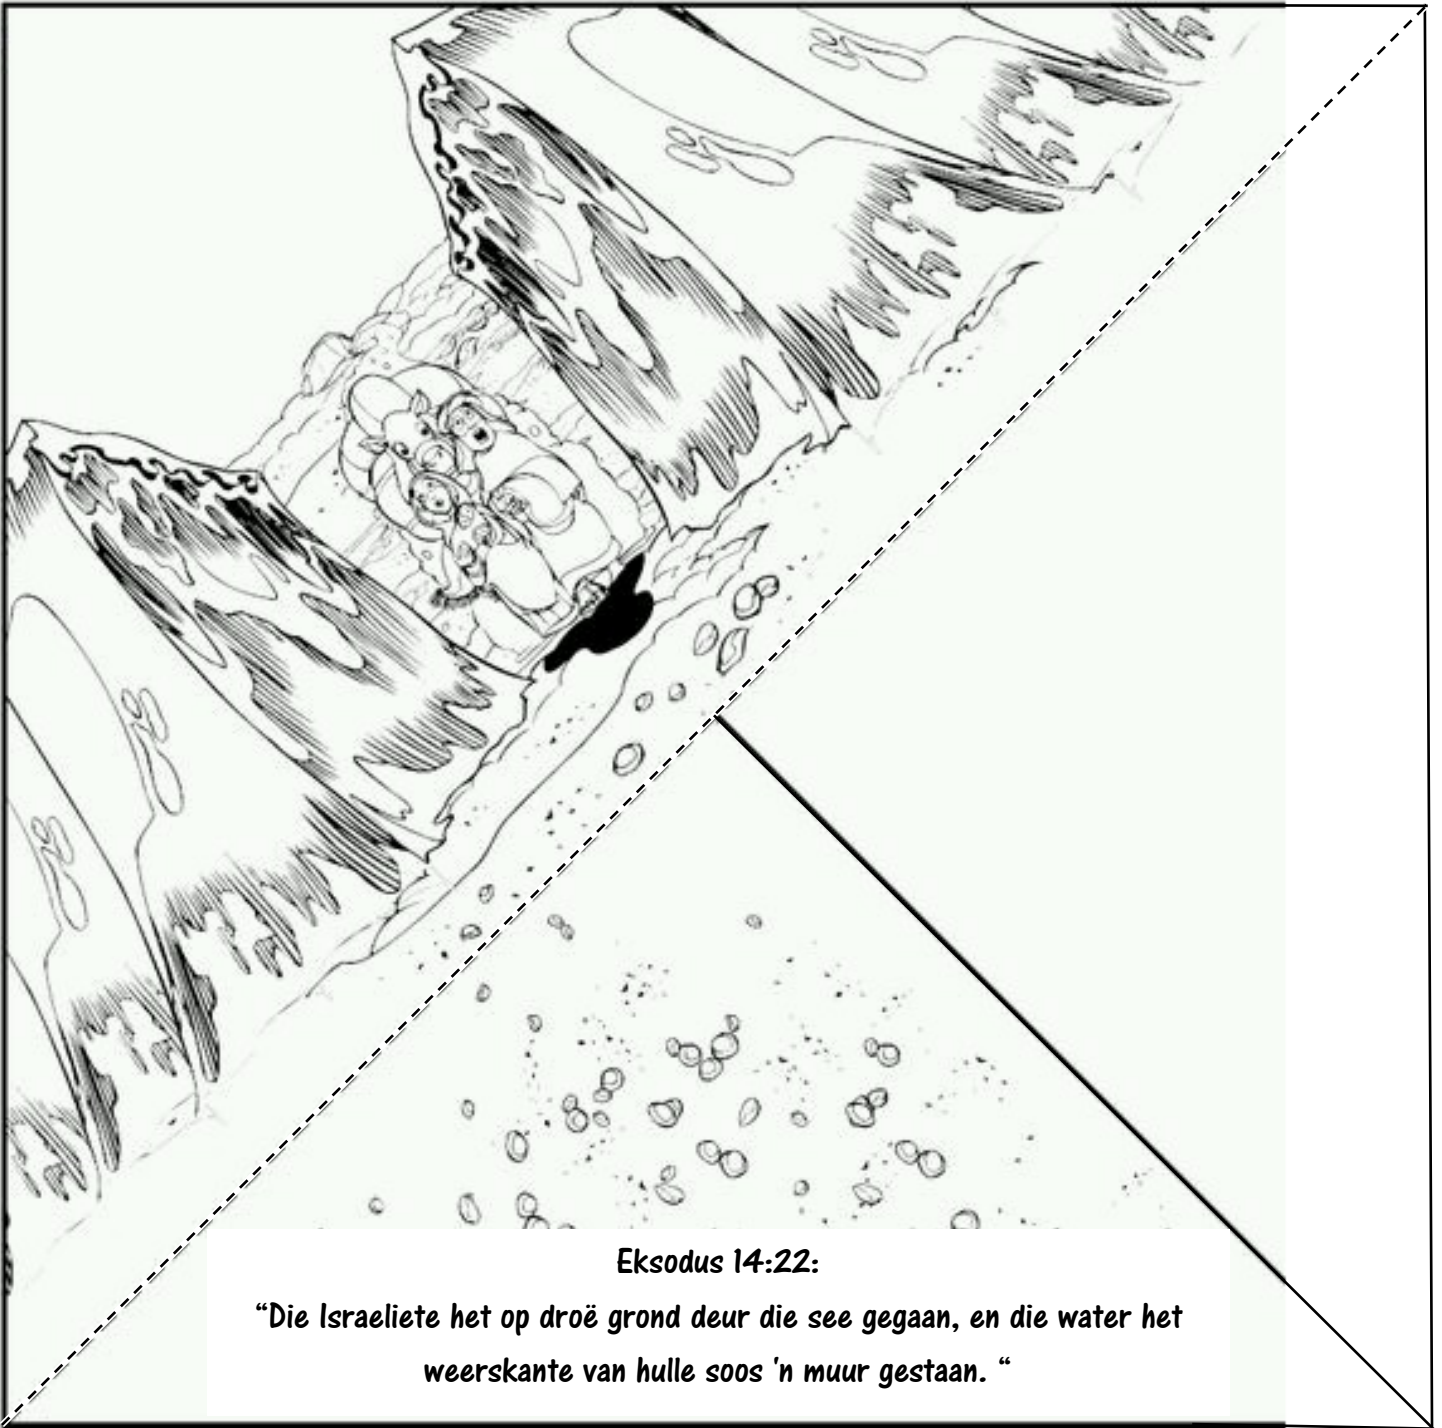 Eksodus 14:22:
“Die Israeliete het op droë grond deur die see gegaan, en die water het
weerskante van hulle soos 'n muur gestaan. “